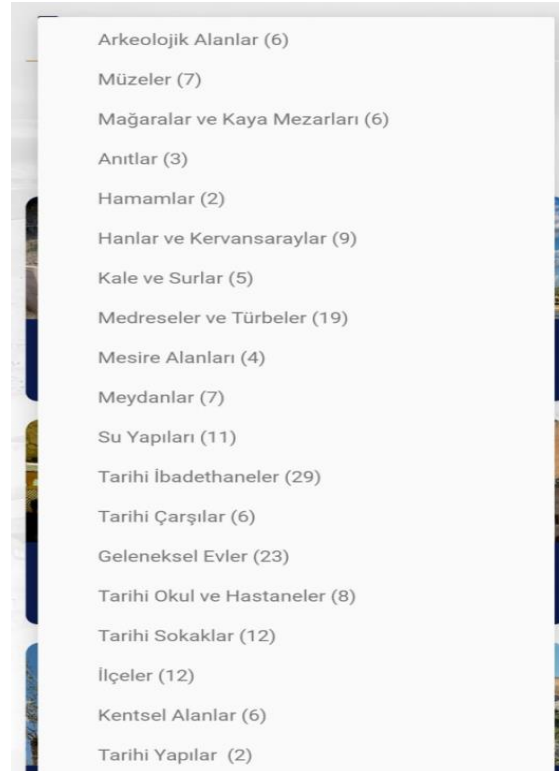 Arkeolojik Alanlar (6)
Müzeler (7)
Mağaralar ve Kaya Mezarları (6)
Anıtlar (3)
Hamamlar (2)
Hanlar ve Kervansaraylar (9)
Kale ve Surlar (5)
Medreseler ve Türbeler (19)
Mesire Alanları (4)
Meydanlar (7)
Su Yapıları (11)
Tarihi İbadethaneler (29)
Tarihi Çarşılar (6)
Geleneksel Evler (23)
Tarihi Okul ve Hastaneler (8)
Tarihi Sokaklar (12)
İlçeler (12)
Kentsel Alanlar (6)
Tarihi Yapılar (2)